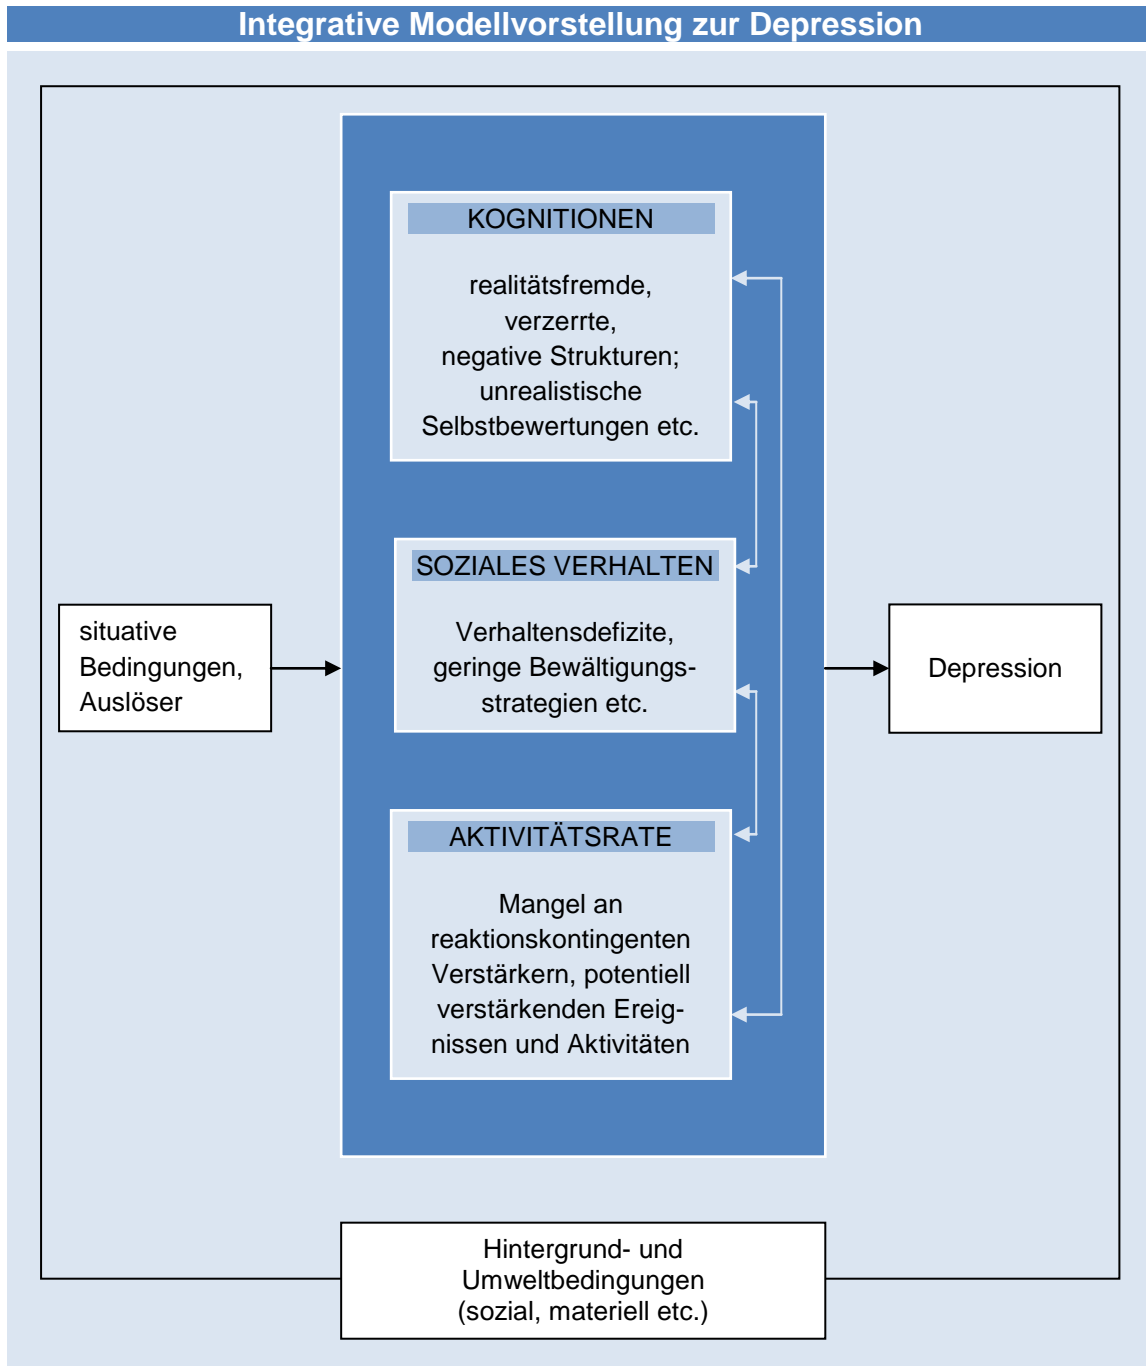 Integrative Modellvorstellung zur Depression
KOGNITIONEN
realitätsfremde,
verzerrte,
negative Strukturen;
unrealistische
Selbstbewertungen etc.
SOZIALES VERHALTEN
Verhaltensdefizite,
geringe Bewältigungs-
strategien etc.
situative
Bedingungen,
Auslöser
Depression
AKTIVITÄTSRATE
Mangel an
reaktionskontingenten
Verstärkern, potentiell
verstärkenden Ereig-
nissen und Aktivitäten
Hintergrund- und
Umweltbedingungen
(sozial, materiell etc.)